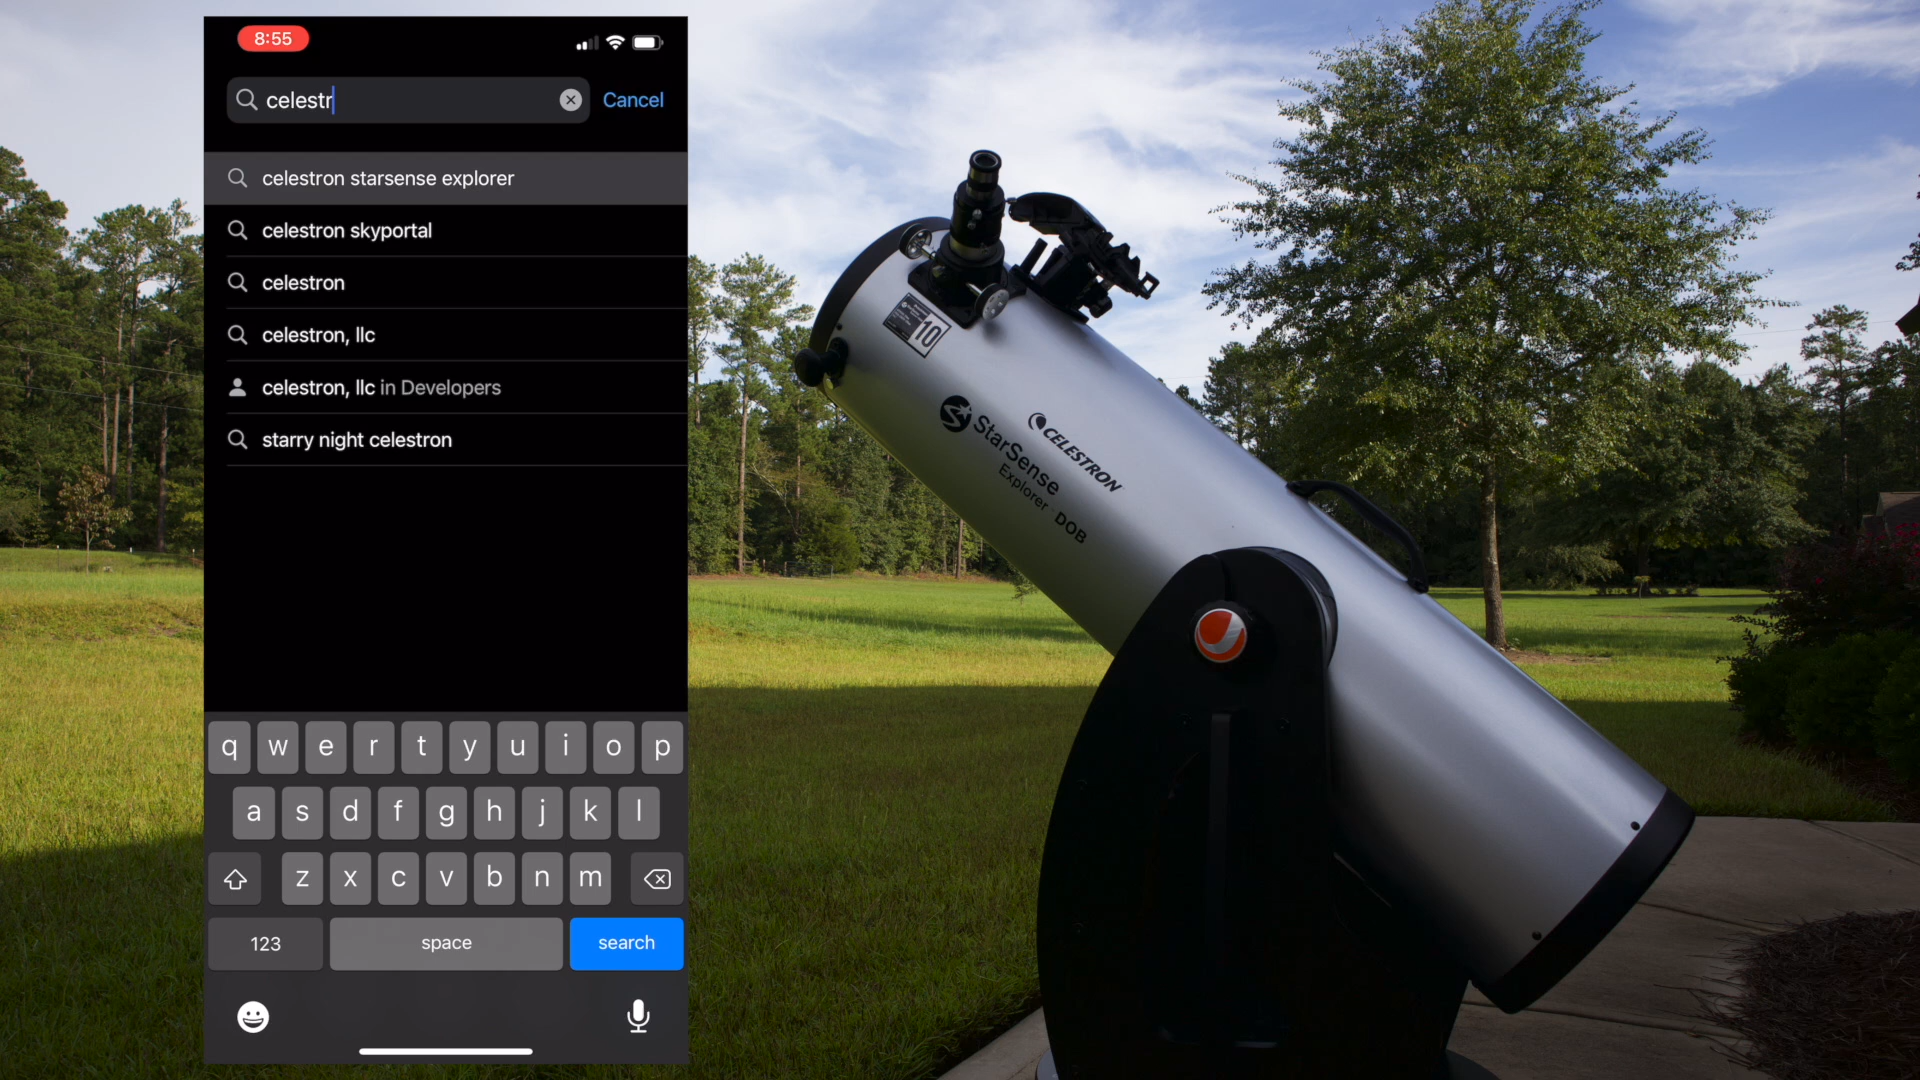 8:55
celestr
Cancel
celestron starsense explorer
celestron skyportal
celestron
celestron, llc
celestron, llc in Developers
starry night celestron
q w e r t y u i o p
a s d f g h j k l
z x c v b n m
123
space
search
10
CELESTRON
StarSense
Explorer DOB